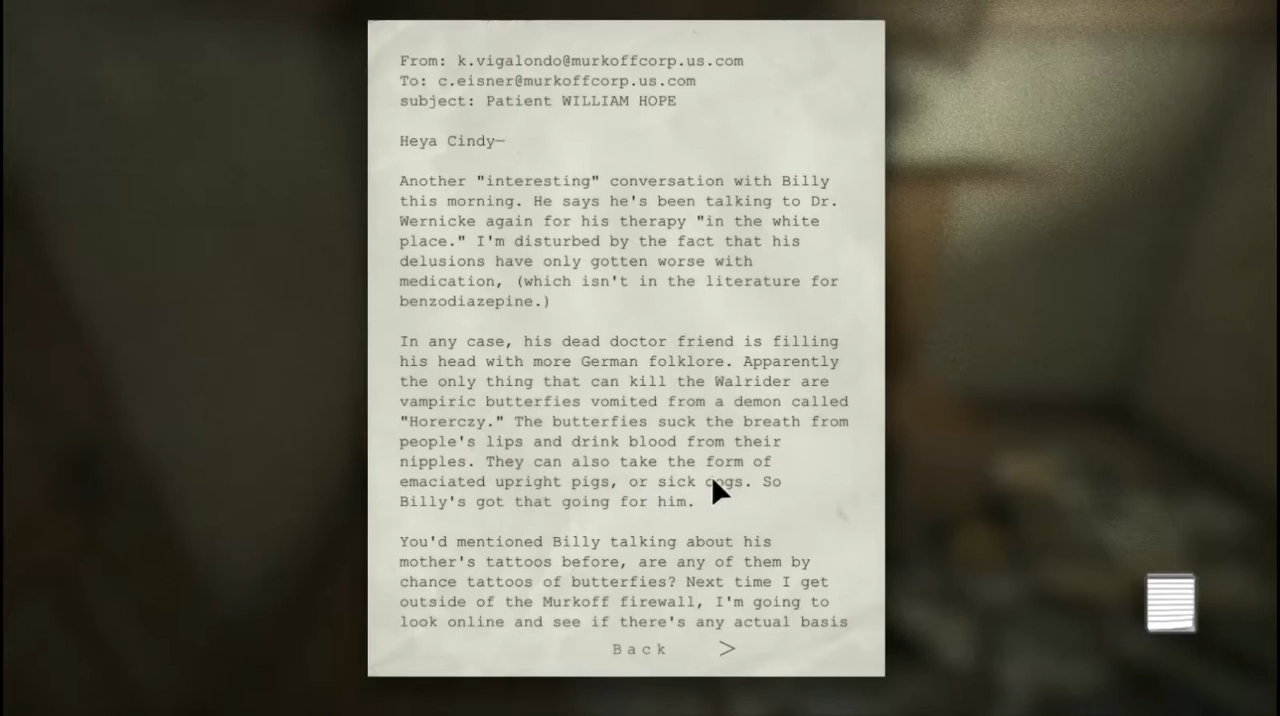 From: k.vigalondo@murkoffcorp.us.com
To: c.eisner@murkoffcorp.us.com
subject: Patient WILLIAM HOPE
Heya Cindy—
Another "interesting" conversation with Billy
this morning. He says he's been talking to Dr.
Wernicke again for his therapy "in the white
place." I'm disturbed by the fact that his
delusions have only gotten worse with
medication, (which isn't in the literature for
benzodiazepine.)
In any case, his dead doctor friend is filling
his head with more German folklore. Apparently
the only thing that can kill the Walrider are
vampiric butterfies vomited from a demon called
"Horerczy." The butterfies suck the breath from
people's lips and drink blood from their
nipples. They can also take the form of
emaciated upright pigs, or sick dogs. So
Billy's got that going for him.
You'd mentioned Billy talking about his
mother's tattoos before, are any of them by
chance tattoos of butterfies? Next time I get
outside of the Murkoff firewall, I'm going to
look online and see if there's any actual basis
Back >